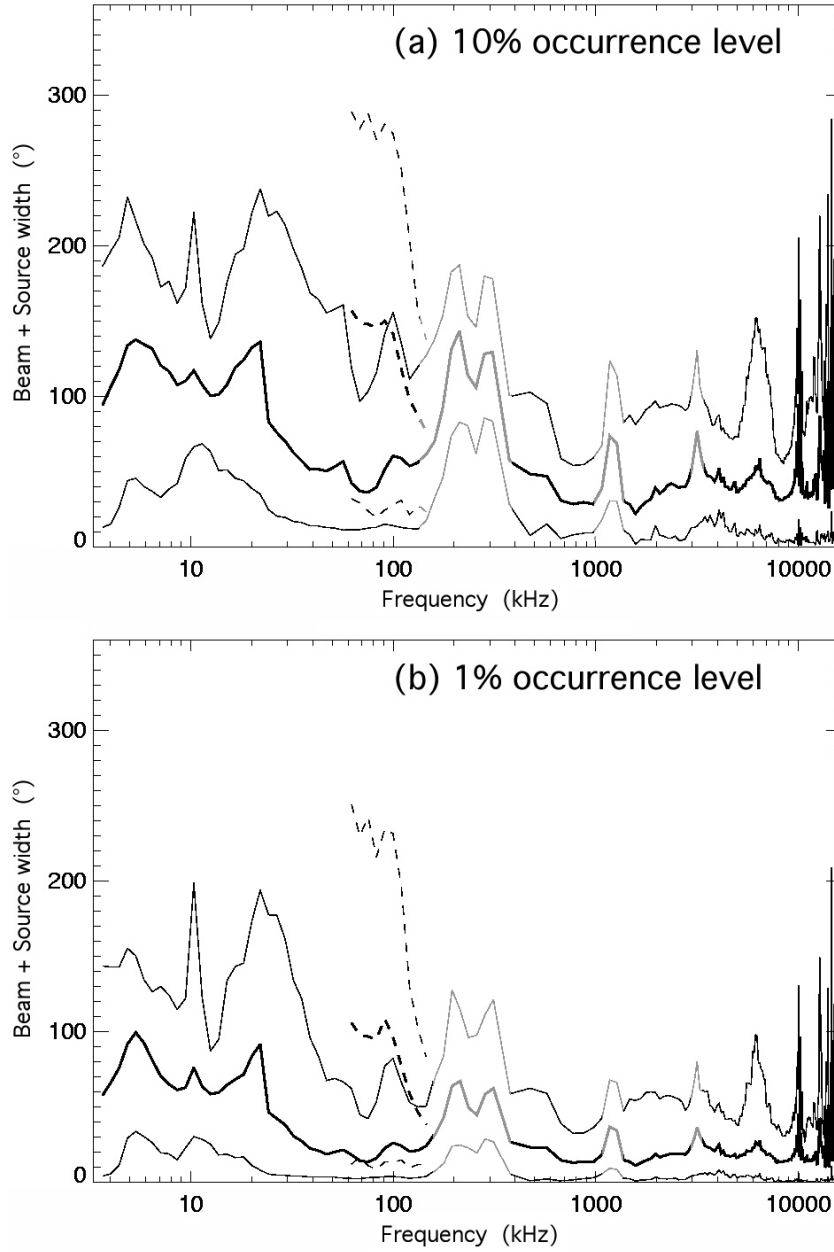 (a) 10% occurrence level
300
200
100
0
Beam + Source width (°)
10 100 1000 10000
Frequency (kHz)
(b) 1% occurrence level
300
200
100
0
Beam + Source width (°)
10 100 1000 10000
Frequency (kHz)